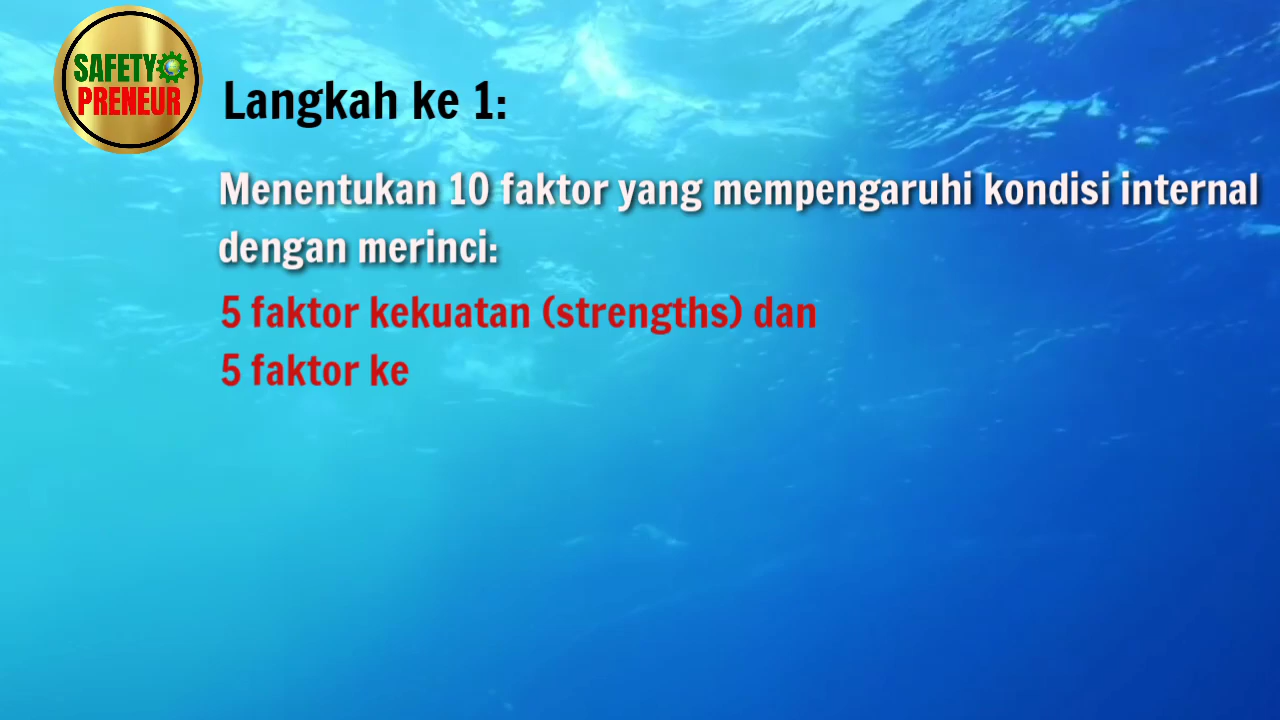 SAFETY
PRENEUR
Langkah ke 1:
Menentukan 10 faktor yang mempengaruhi kondisi internal
dengan merinci:
5 faktor kekuatan (strengths) dan
5 faktor ke